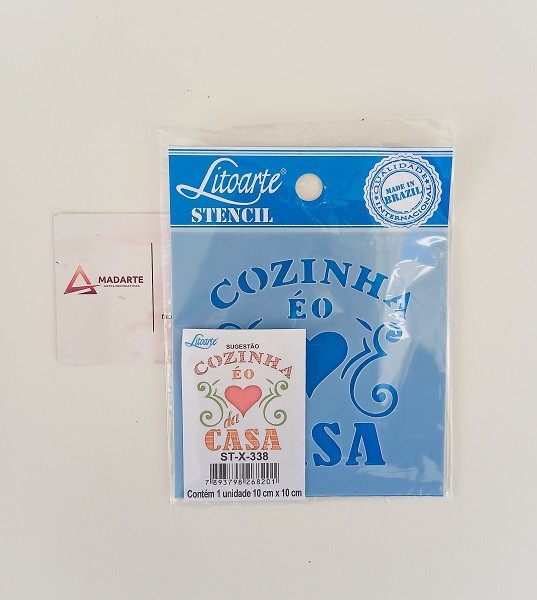 Litoarte®
STENCIL
QUALIDADE
INTERNACIONAL
MADE IN
BRAZIL
COZINHA
É O
ASA
MADARTE
Litoarte®
SUGESTÃO
COZINHA
É O
da
CASA
ST-X-338
7 893798 268201
Contém 1 unidade 10 cm x 10 cm